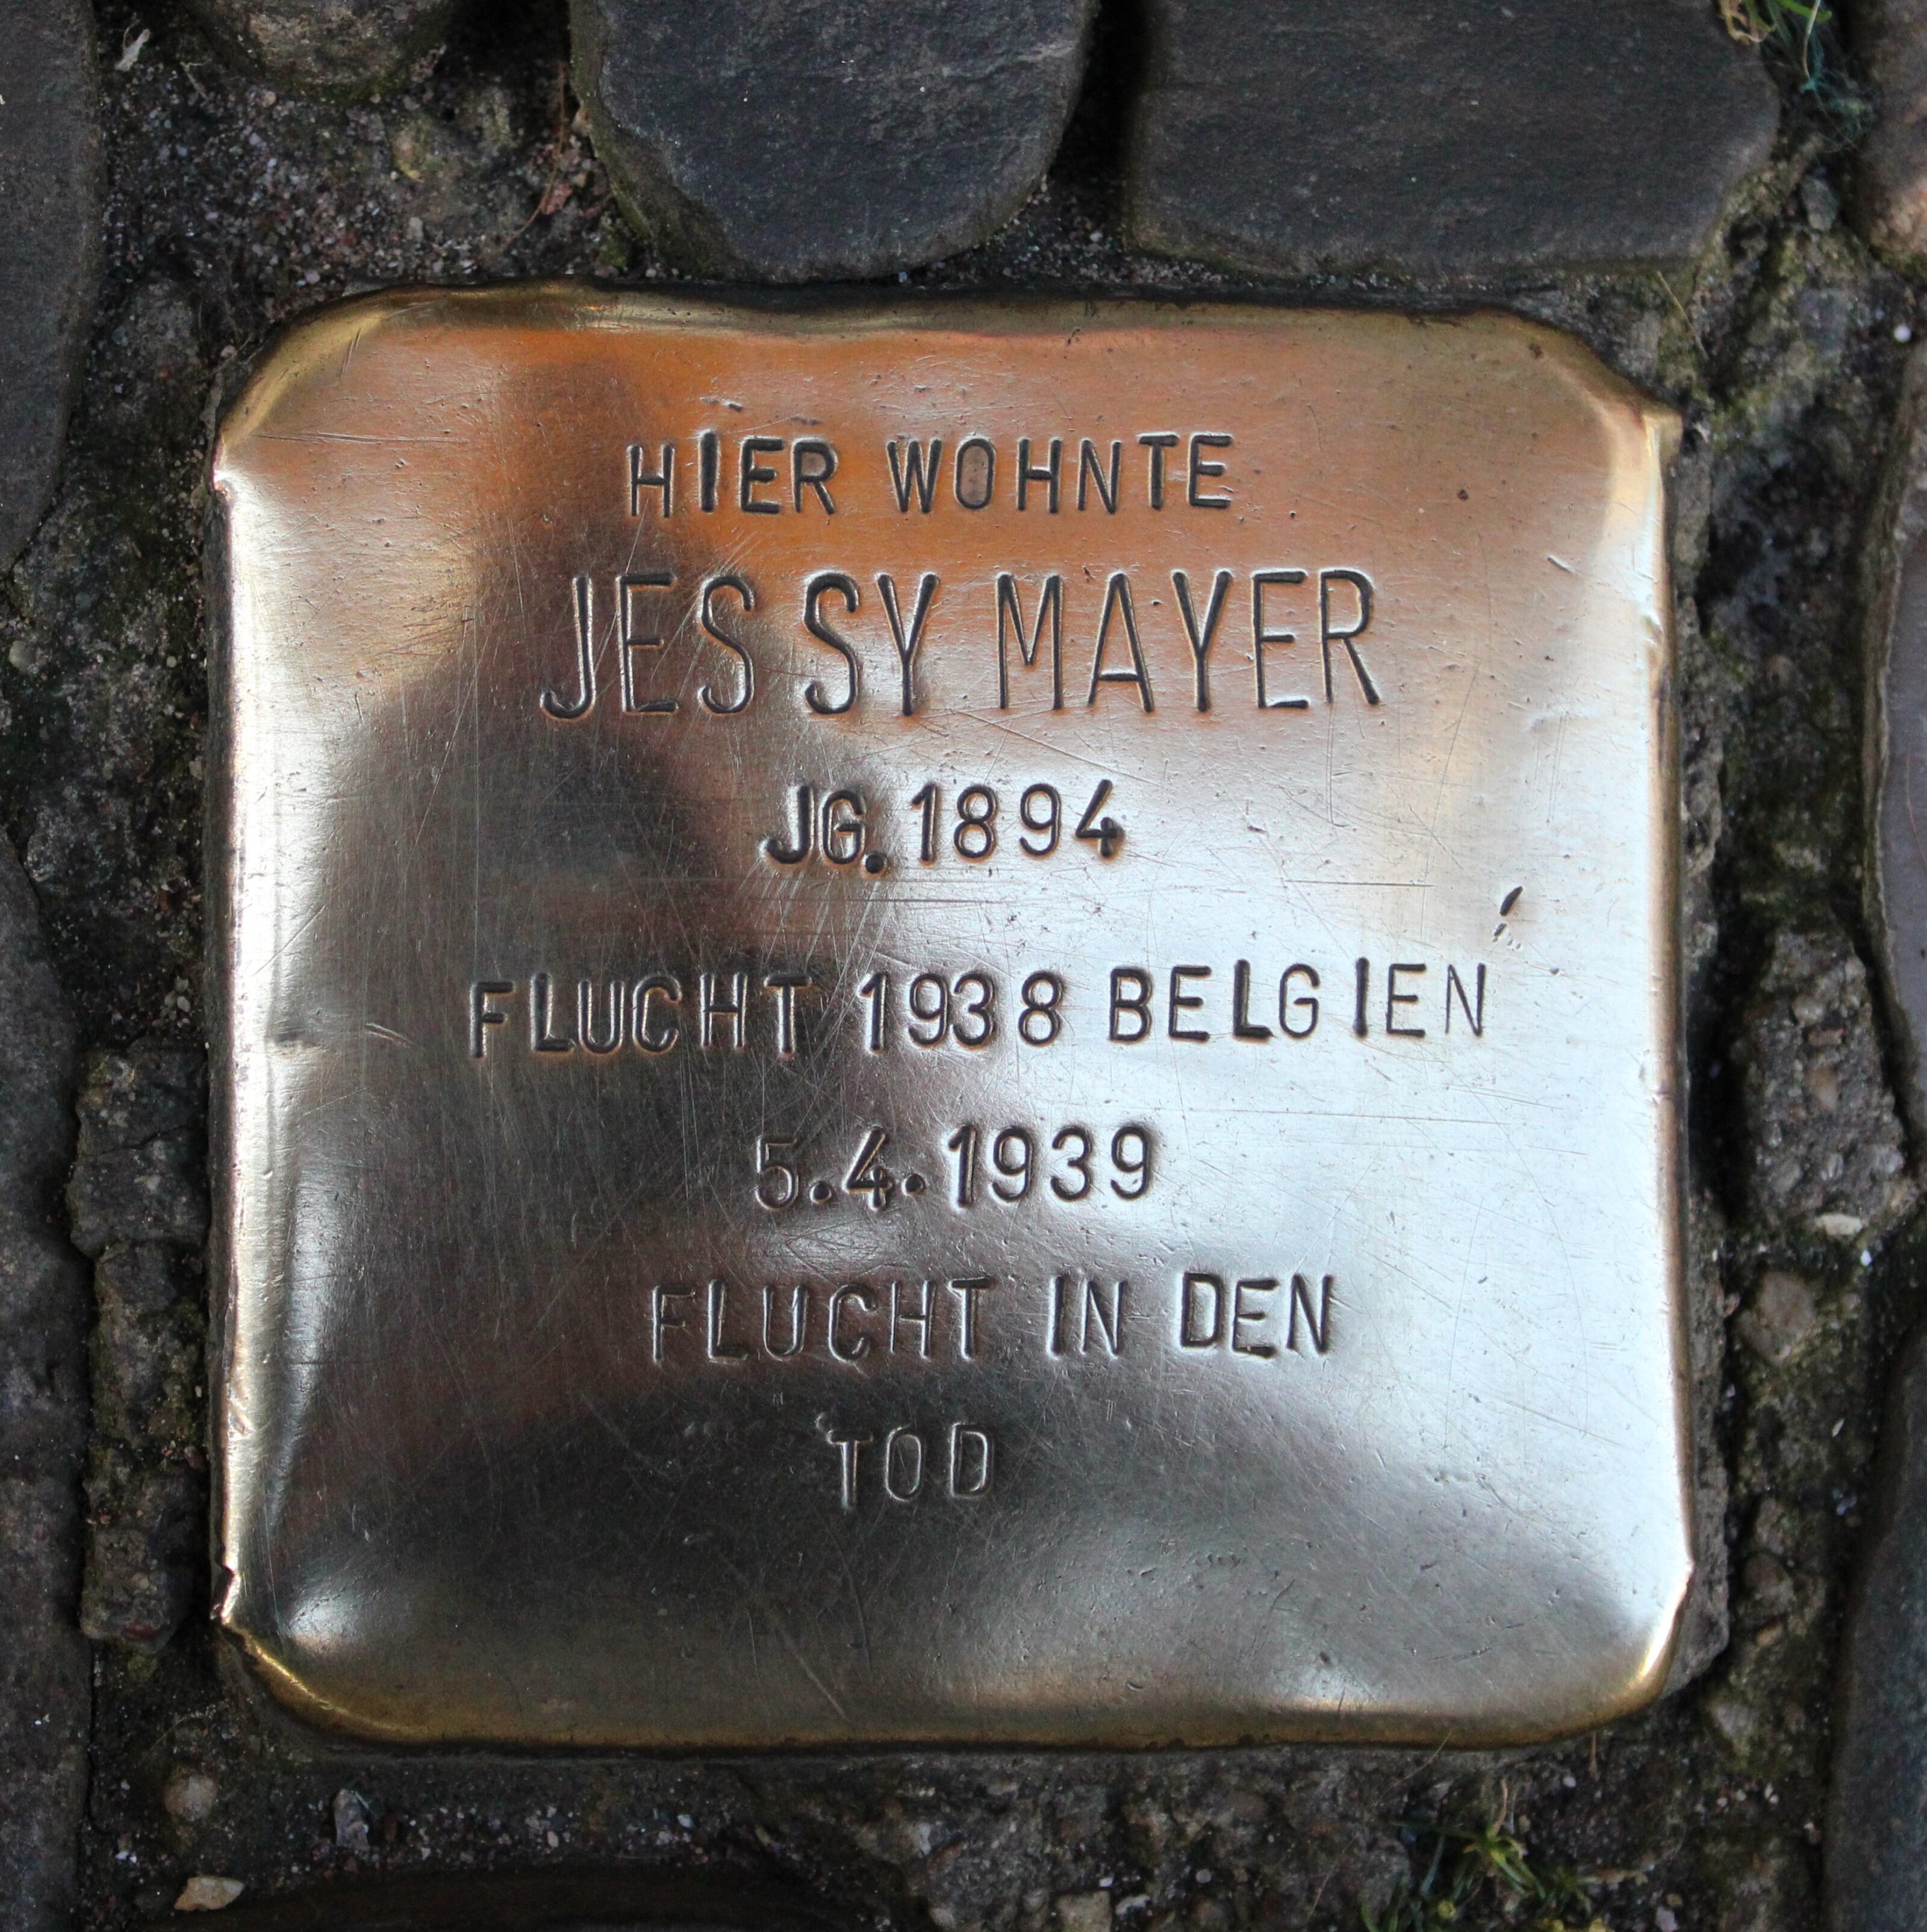 HIER WOHNTE
JESSY MAYER
JG. 1894
FLUCHT 1938 BELGIEN
5.4.1939
FLUCHT IN DEN
TOD